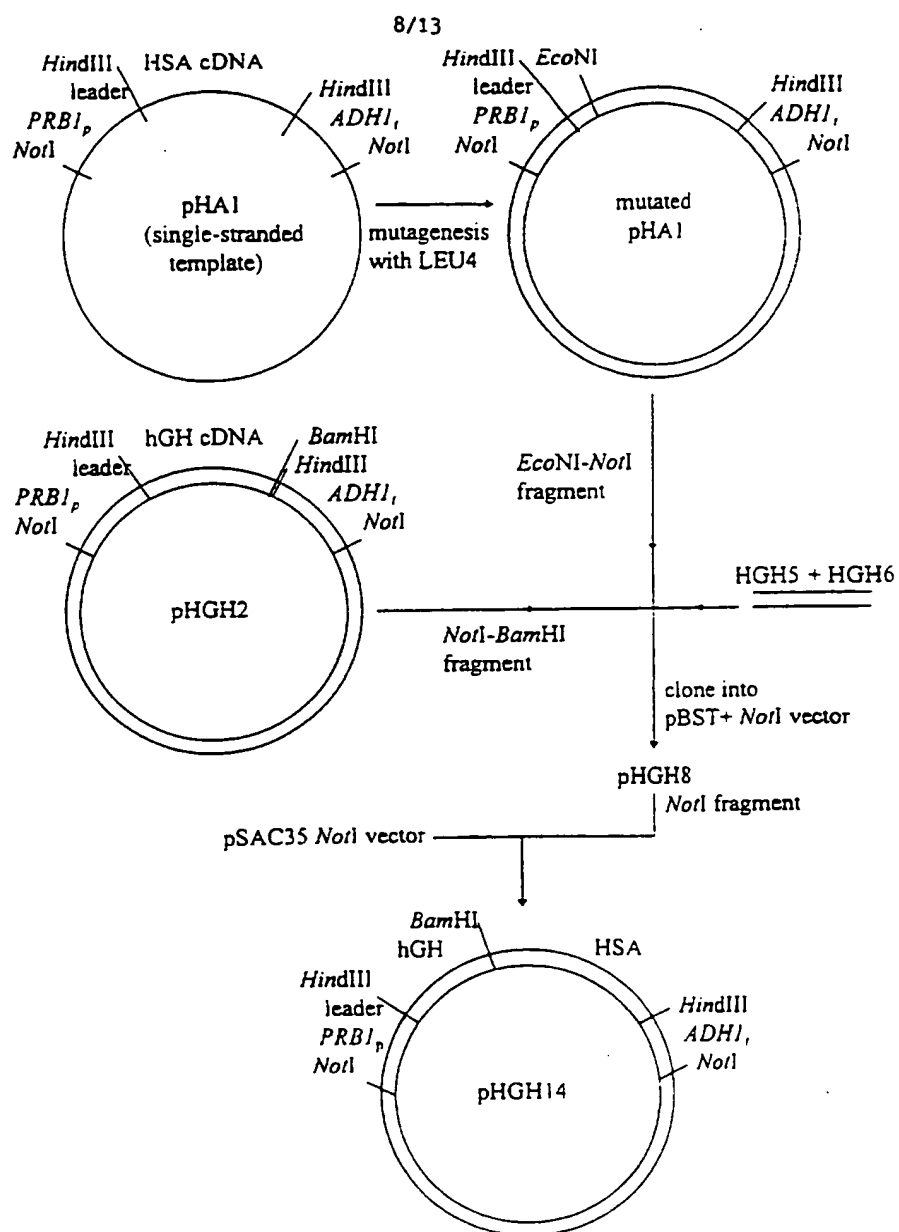 8/13
HindIII
HSA cDNA
leader
PRB1p
NotI
HindIII
ADH1t
NotI
pHA1
(single-stranded
template)
mutagenesis
with LEU4
HindIII
EcoNI
leader
PRB1p
NotI
HindIII
ADH1t
NotI
mutated
pHA1
HindIII
hGH cDNA
BamHI
leader
HindIII
PRB1p
ADH1t
NotI
NotI
pHGH2
EcoNI-NotI
fragment
HGH5 + HGH6
NotI-BamHI
fragment
clone into
pBST+ NotI vector
pHGH8
NotI fragment
pSAC35 NotI vector
BamHI
hGH
HSA
HindIII
leader
PRB1p
NotI
HindIII
ADH1t
NotI
pHGH14